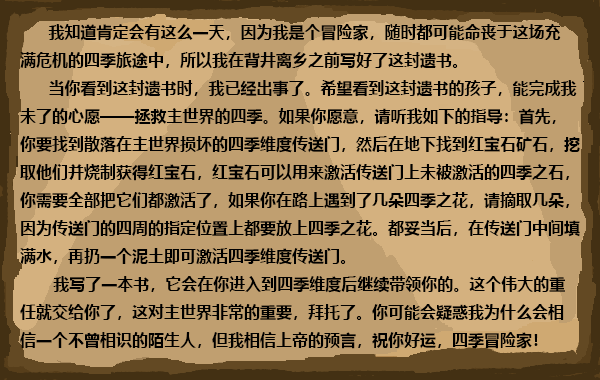 我知道肯定会有这么一天，因为我是个冒险家，随时都可能命丧于这场充
满危机的四季旅途中，所以我在背井离乡之前写好了这封遗书。
当你看到这封遗书时，我已经出事了。希望看到这封遗书的孩子，能完成我
未了的心愿——拯救主世界的四季。如果你愿意，请听我如下的指导：首先，
你要找到散落在主世界损坏的四季维度传送门，然后在地下找到红宝石矿石，挖
取他们并烧制获得红宝石，红宝石可以用来激活传送门上未被激活的四季之石，
你需要全部把它们都激活了，如果你在路上遇到了几朵四季之花，请摘取几朵，
因为传送门的四周的指定位置上都要放上四季之花。都妥当后，在传送门中间填
满水，再扔一个泥土即可激活四季维度传送门。
我写了一本书，它会在你进入到四季维度后继续带领你的。这个伟大的重
任就交给你了，这对主世界非常的重要，拜托了。你可能会疑惑我为什么会相
信一个不曾相识的陌生人，但我相信上帝的预言，祝你好运，四季冒险家！